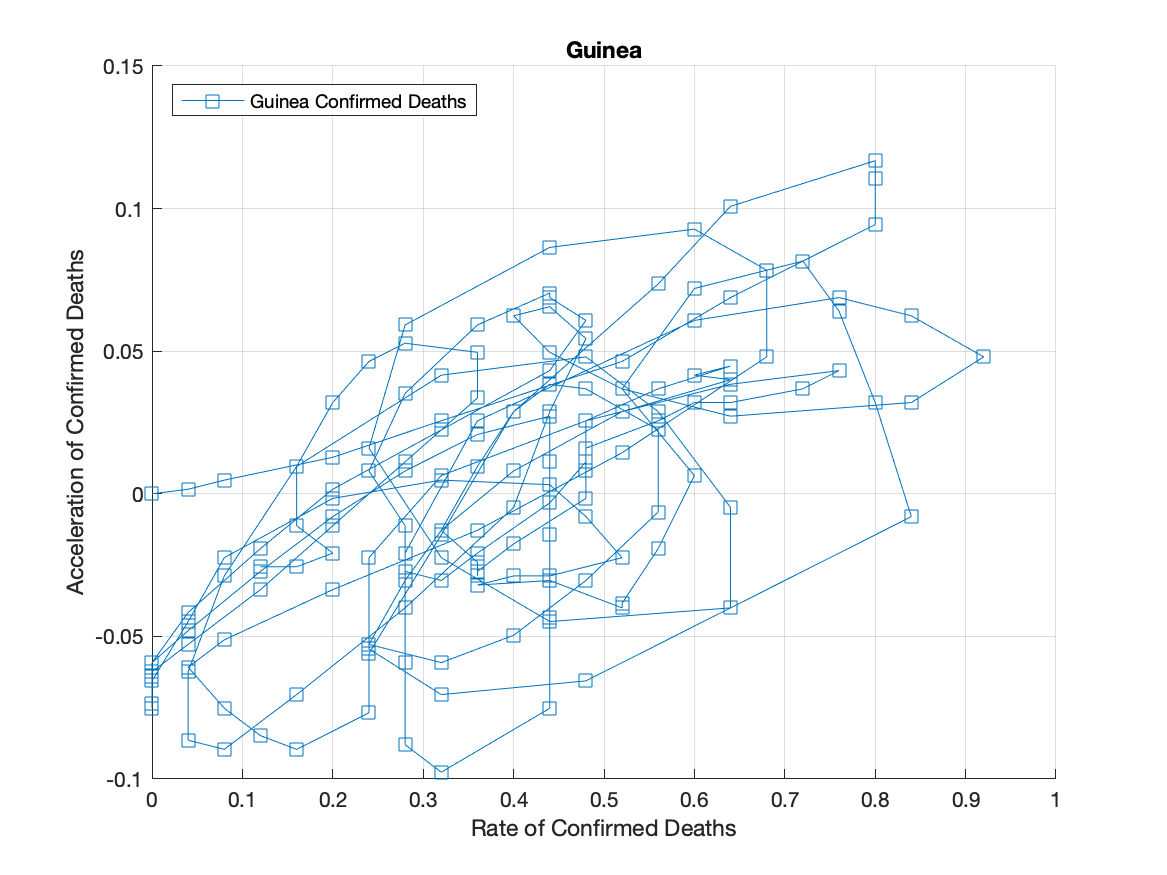 Guinea
Guinea Confirmed Deaths
0.15
0.1
0.05
0
-0.05
-0.1
Acceleration of Confirmed Deaths
0 0.1 0.2 0.3 0.4 0.5 0.6 0.7 0.8 0.9 1
Rate of Confirmed Deaths